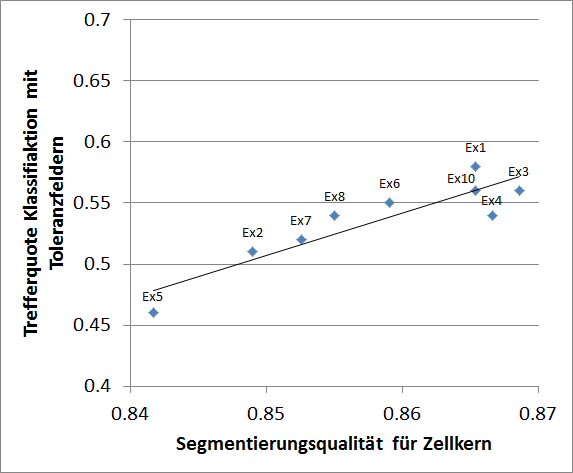 0.7
0.65
0.6
0.55
0.5
0.45
0.4
Trefferquote Klassifiaktion mit
Toleranzfeldern
Ex1
Ex10
Ex3
Ex4
Ex6
Ex8
Ex7
Ex2
Ex5
0.84 0.85 0.86 0.87
Segmentierungsqualität für Zellkern